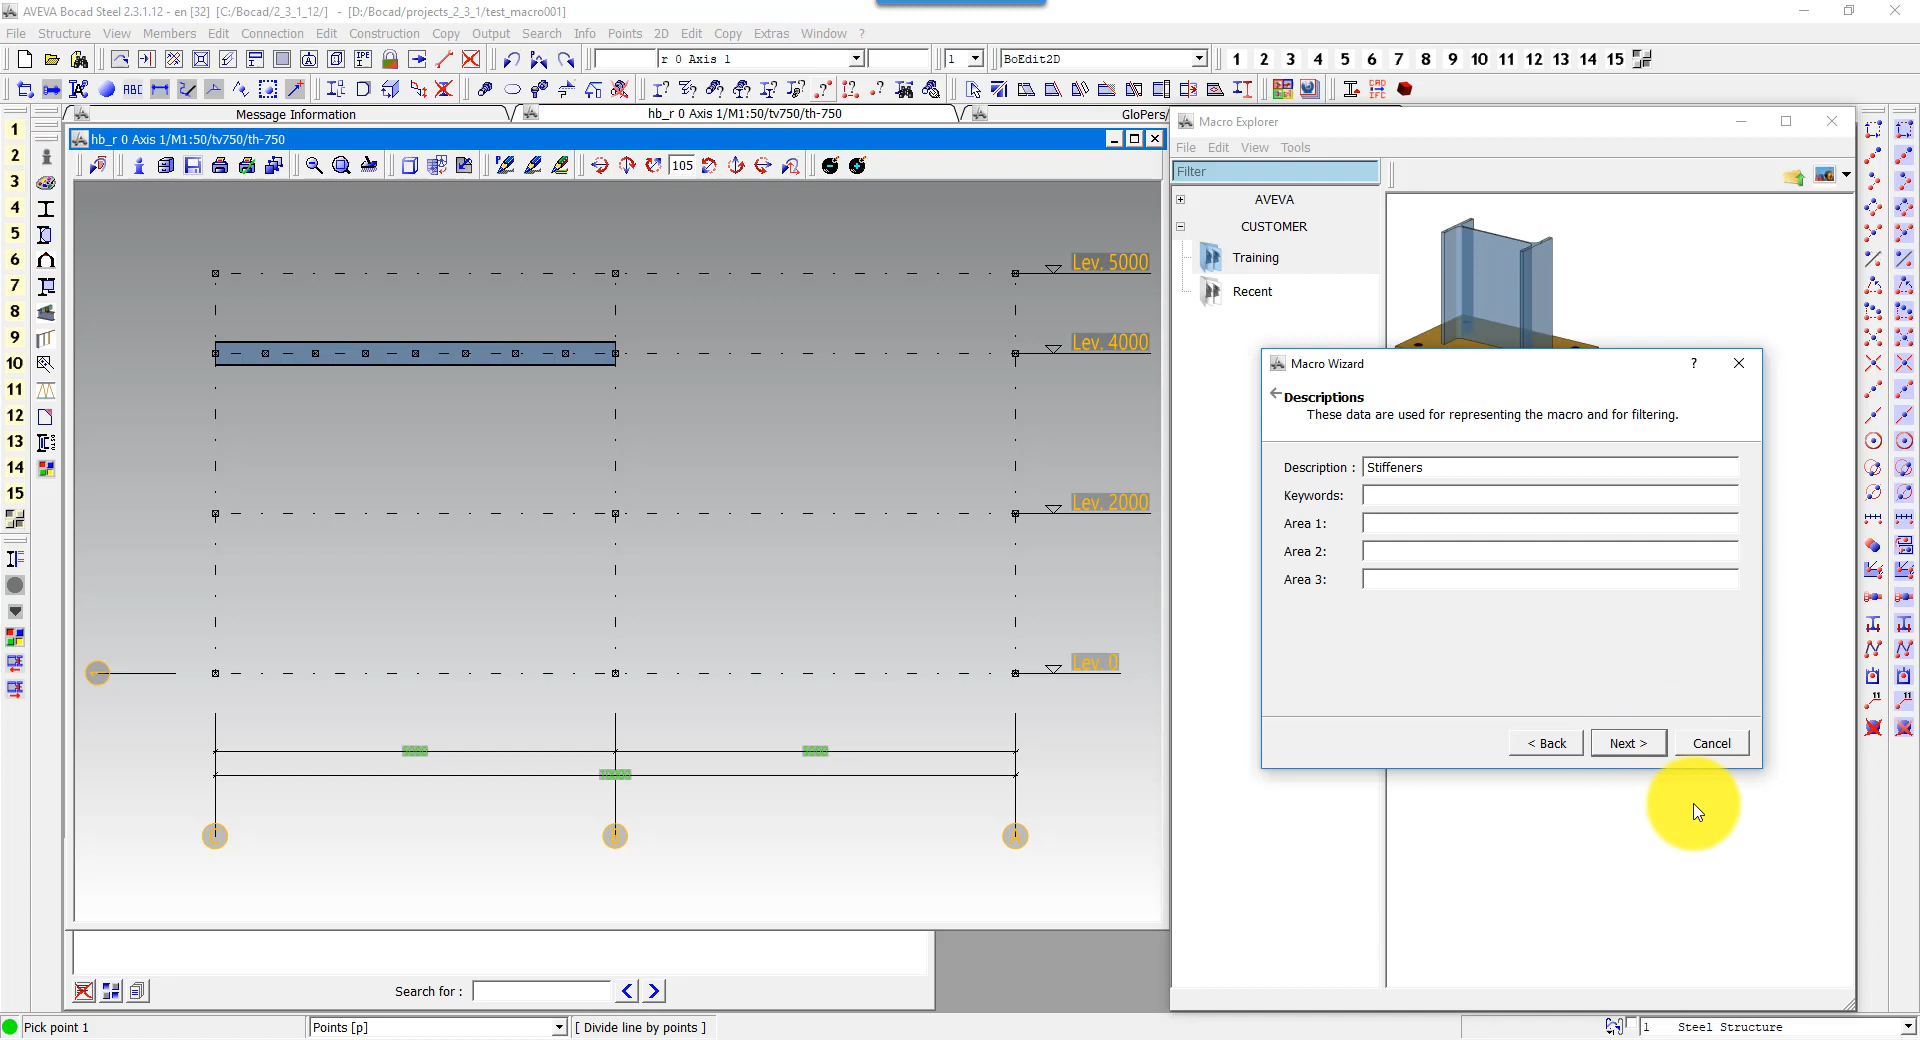 AVEVA Bocad Steel 2.3.1.12 - en [32]  [C:/Bocad/2_3_1_12/]  -  [D:/Bocad/projects_2_3_1/test_macro001]
File Structure View Members Edit Connection Edit Construction Copy Output Search Info Points 2D Edit Copy Extras Window ?
r 0 Axis 1 1 BoEdit2D 1 2 3 4 5 6 7 8 9 10 11 12 13 14 15
ABC
CAD IFC
Message Information
hb_r 0 Axis 1/M1:50/tv750/th-750
GloPers/
hb_r 0 Axis 1/M1:50/tv750/th-750
105
1
2
3
4
5
6
7
8
9
10
11
12
13
14
15
Lev. 5000
Lev. 4000
Lev. 2000
Lev. 0
C
B
A
Macro Explorer
File Edit View Tools
Filter
AVEVA
CUSTOMER
Training
Recent
Macro Wizard
?
Descriptions
These data are used for representing the macro and for filtering.
Description : Stiffeners
Keywords:
Area 1:
Area 2:
Area 3:
< Back Next > Cancel
11 11
Search for :
Pick point 1 Points [p] [ Divide line by points ] 1 Steel Structure